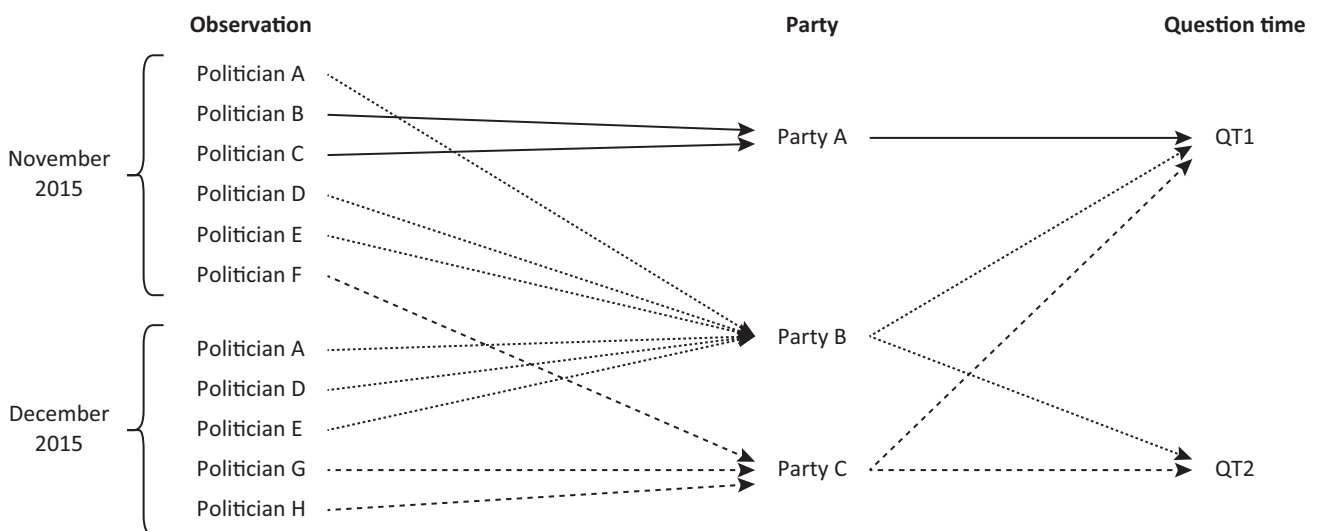 Observation
Party
Question time
November
2015
Politician A
Politician B
Politician C
Politician D
Politician E
Politician F
December
2015
Politician A
Politician D
Politician E
Politician G
Politician H
Party A
Party B
Party C
QT1
QT2